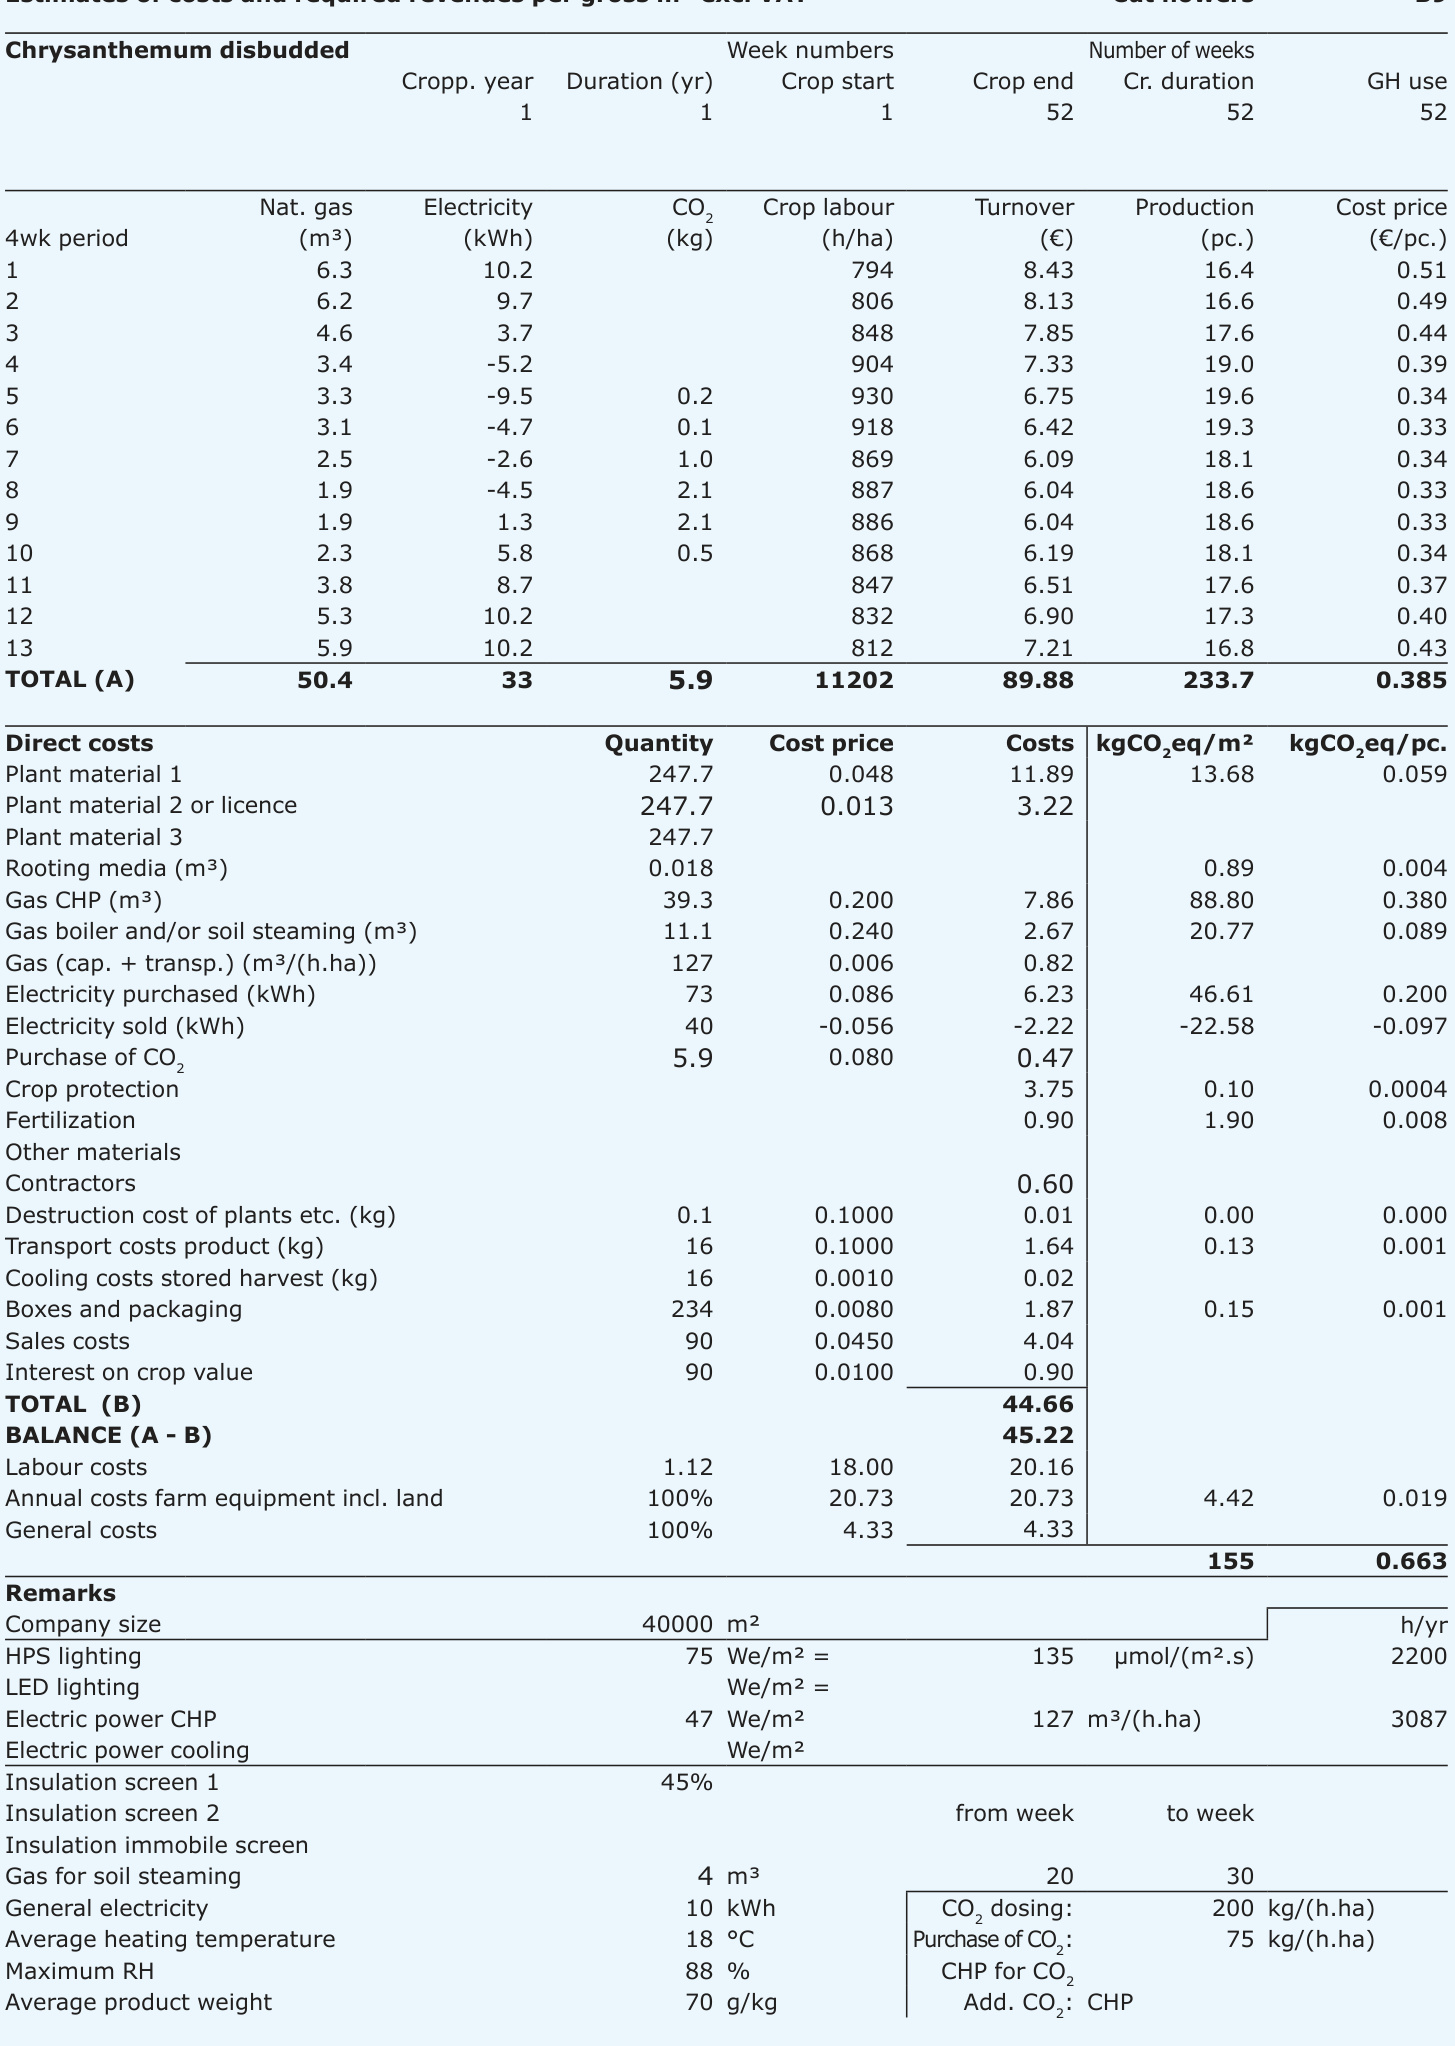 Estimates of costs and required revenues per gross m² excl VAT Cut flowers
Chrysanthemum disbudded Week numbers Number of weeks
Cropp. year Duration (yr) Crop start Crop end Cr. duration GH use
1 1 1 52 52 52
Nat. gas Electricity CO₂ Crop labour Turnover Production Cost price
4wk period (m³) (kWh) (kg) (h/ha) (€) (pc.) (€/pc.)
1 6.3 10.2 794 8.43 16.4 0.51
2 6.2 9.7 806 8.13 16.6 0.49
3 4.6 3.7 848 7.85 17.6 0.44
4 3.4 -5.2 904 7.33 19.0 0.39
5 3.3 -9.5 0.2 930 6.75 19.6 0.34
6 3.1 -4.7 0.1 918 6.42 19.3 0.33
7 2.5 -2.6 1.0 869 6.09 18.1 0.34
8 1.9 -4.5 2.1 887 6.04 18.6 0.33
9 1.9 1.3 2.1 886 6.04 18.6 0.33
10 2.3 5.8 0.5 868 6.19 18.1 0.34
11 3.8 8.7 847 6.51 17.6 0.37
12 5.3 10.2 832 6.90 17.3 0.40
13 5.9 10.2 812 7.21 16.8 0.43
TOTAL (A) 50.4 33 5.9 11202 89.88 233.7 0.385
Direct costs Quantity Cost price Costs kgCO₂eq/m² kgCO₂eq/pc.
Plant material 1 247.7 0.048 11.89 13.68 0.059
Plant material 2 or licence 247.7 0.013 3.22
Plant material 3 247.7
Rooting media (m³) 0.018 0.89 0.004
Gas CHP (m³) 39.3 0.200 7.86 88.80 0.380
Gas boiler and/or soil steaming (m³) 11.1 0.240 2.67 20.77 0.089
Gas (cap. + transp.) (m³/(h.ha)) 127 0.006 0.82
Electricity purchased (kWh) 73 0.086 6.23 46.61 0.200
Electricity sold (kWh) 40 -0.056 -2.22 -22.58 -0.097
Purchase of CO₂ 5.9 0.080 0.47
Crop protection 3.75 0.10 0.0004
Fertilization 0.90 1.90 0.008
Other materials
Contractors 0.60
Destruction cost of plants etc. (kg) 0.1 0.1000 0.01 0.00 0.000
Transport costs product (kg) 16 0.1000 1.64 0.13 0.001
Cooling costs stored harvest (kg) 16 0.0010 0.02
Boxes and packaging 234 0.0080 1.87 0.15 0.001
Sales costs 90 0.0450 4.04
Interest on crop value 90 0.0100 0.90
TOTAL (B) 44.66
BALANCE (A - B) 45.22
Labour costs 1.12 18.00 20.16
Annual costs farm equipment incl. land 100% 20.73 20.73 4.42 0.019
General costs 100% 4.33 4.33
155 0.663
Remarks
Company size 40000 m² h/yr
HPS lighting 75 We/m² = 135 µmol/(m².s) 2200
LED lighting We/m² =
Electric power CHP 47 We/m² 127 m³/(h.ha) 3087
Electric power cooling We/m²
Insulation screen 1 45%
Insulation screen 2 from week to week
Insulation immobile screen
Gas for soil steaming 4 m³ 20 30
General electricity 10 kWh CO₂ dosing: 200 kg/(h.ha)
Average heating temperature 18 °C Purchase of CO₂: 75 kg/(h.ha)
Maximum RH 88 % CHP for CO₂
Average product weight 70 g/kg Add. CO₂: CHP